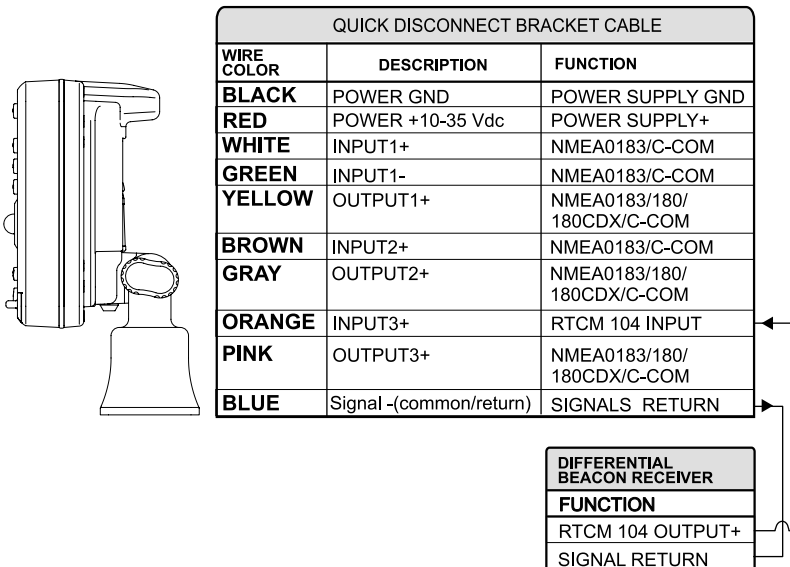 QUICK DISCONNECT BRACKET CABLE
WIRE COLOR DESCRIPTION FUNCTION
BLACK POWER GND POWER SUPPLY GND
RED POWER +10-35 Vdc POWER SUPPLY+
WHITE INPUT1+ NMEA0183/C-COM
GREEN INPUT1- NMEA0183/C-COM
YELLOW OUTPUT1+ NMEA0183/180/
180CDX/C-COM
BROWN INPUT2+ NMEA0183/C-COM
GRAY OUTPUT2+ NMEA0183/180/
180CDX/C-COM
ORANGE INPUT3+ RTCM 104 INPUT
PINK OUTPUT3+ NMEA0183/180/
180CDX/C-COM
BLUE Signal -(common/return) SIGNALS RETURN
DIFFERENTIAL
BEACON RECEIVER
FUNCTION
RTCM 104 OUTPUT+
SIGNAL RETURN